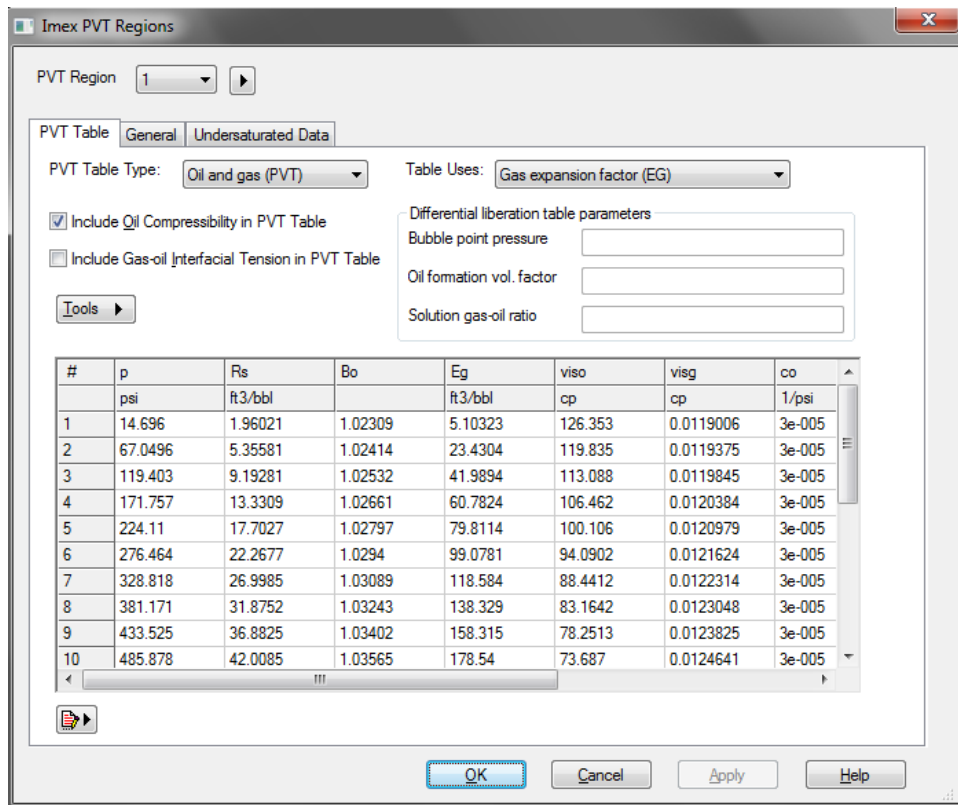 Imex PVT Regions
PVT Region 1
PVT Table General Undersaturated Data
PVT Table Type: Oil and gas (PVT) Table Uses: Gas expansion factor (EG)
Include Oil Compressibility in PVT Table
Include Gas-oil Interfacial Tension in PVT Table
Differential liberation table parameters
Bubble point pressure
Oil formation vol. factor
Solution gas-oil ratio
Tools
# p Rs Bo Eg viso visg co
psi ft3/bbl ft3/bbl cp cp 1/psi
1 14.696 1.96021 1.02309 5.10323 126.353 0.0119006 3e-005
2 67.0496 5.35581 1.02414 23.4304 119.835 0.0119375 3e-005
3 119.403 9.19281 1.02532 41.9894 113.088 0.0119845 3e-005
4 171.757 13.3309 1.02661 60.7824 106.462 0.0120384 3e-005
5 224.11 17.7027 1.02797 79.8114 100.106 0.0120979 3e-005
6 276.464 22.2677 1.0294 99.0781 94.0902 0.0121624 3e-005
7 328.818 26.9985 1.03089 118.584 88.4412 0.0122314 3e-005
8 381.171 31.8752 1.03243 138.329 83.1642 0.0123048 3e-005
9 433.525 36.8825 1.03402 158.315 78.2513 0.0123825 3e-005
10 485.878 42.0085 1.03565 178.54 73.687 0.0124641 3e-005
OK Cancel Apply Help